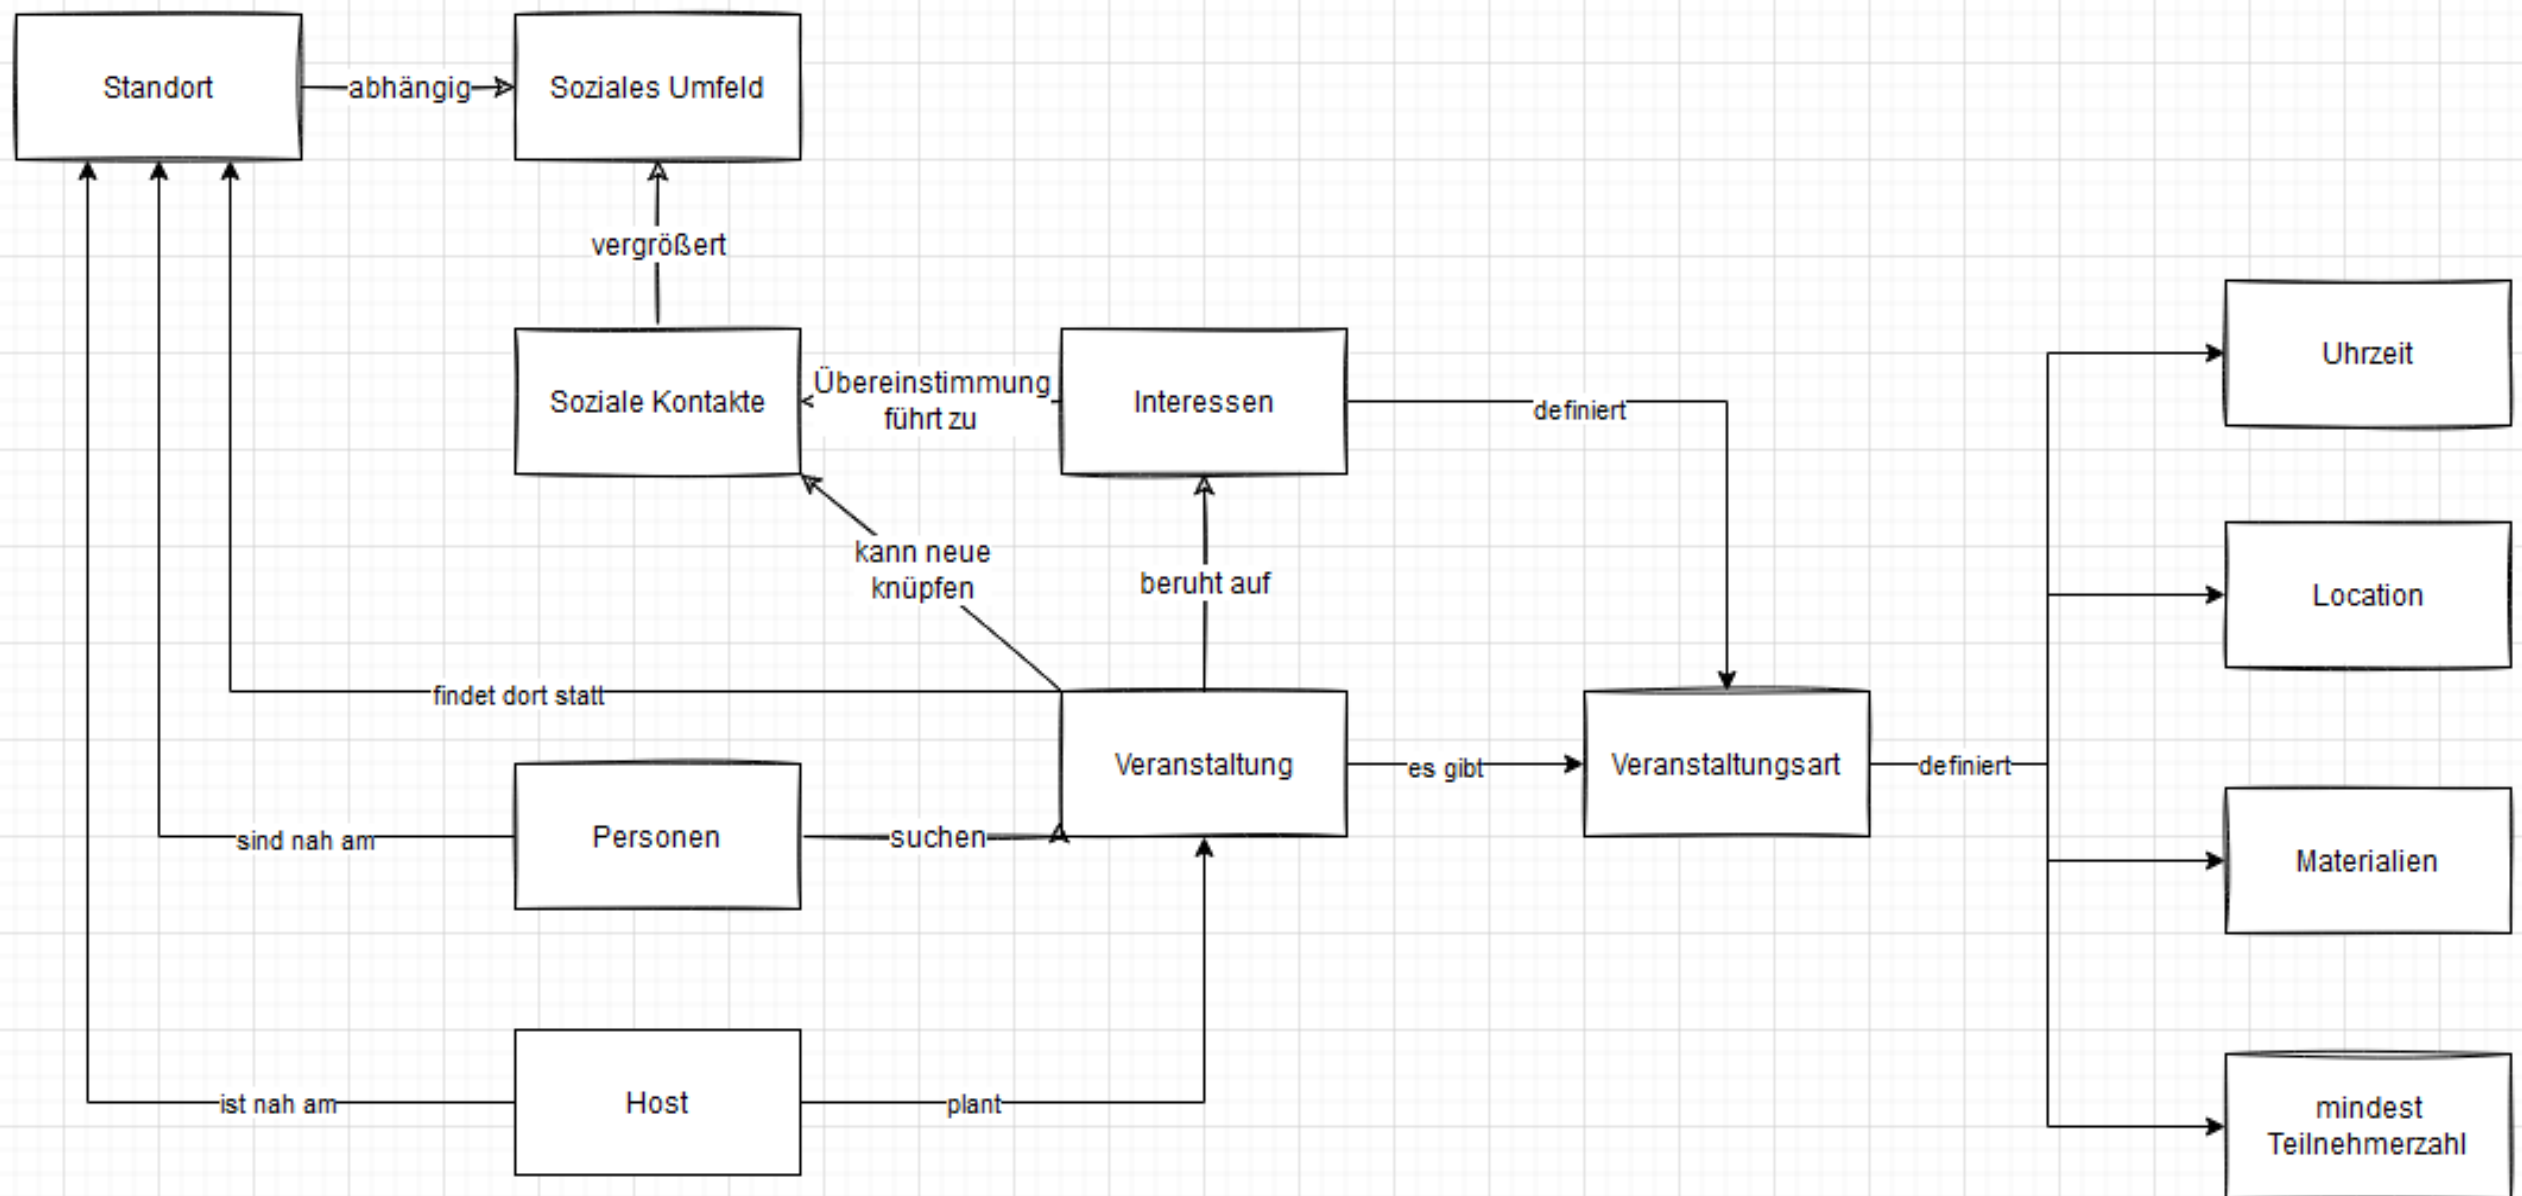 Standort
abhängig
Soziales Umfeld
vergrößert
Soziale Kontakte
Übereinstimmung
führt zu
Interessen
definiert
Uhrzeit
kann neue
knüpfen
beruht auf
Location
findet dort statt
Veranstaltung
es gibt
Veranstaltungsart
definiert
sind nah am
Personen
suchen
Materialien
ist nah am
Host
plant
mindest
Teilnehmerzahl